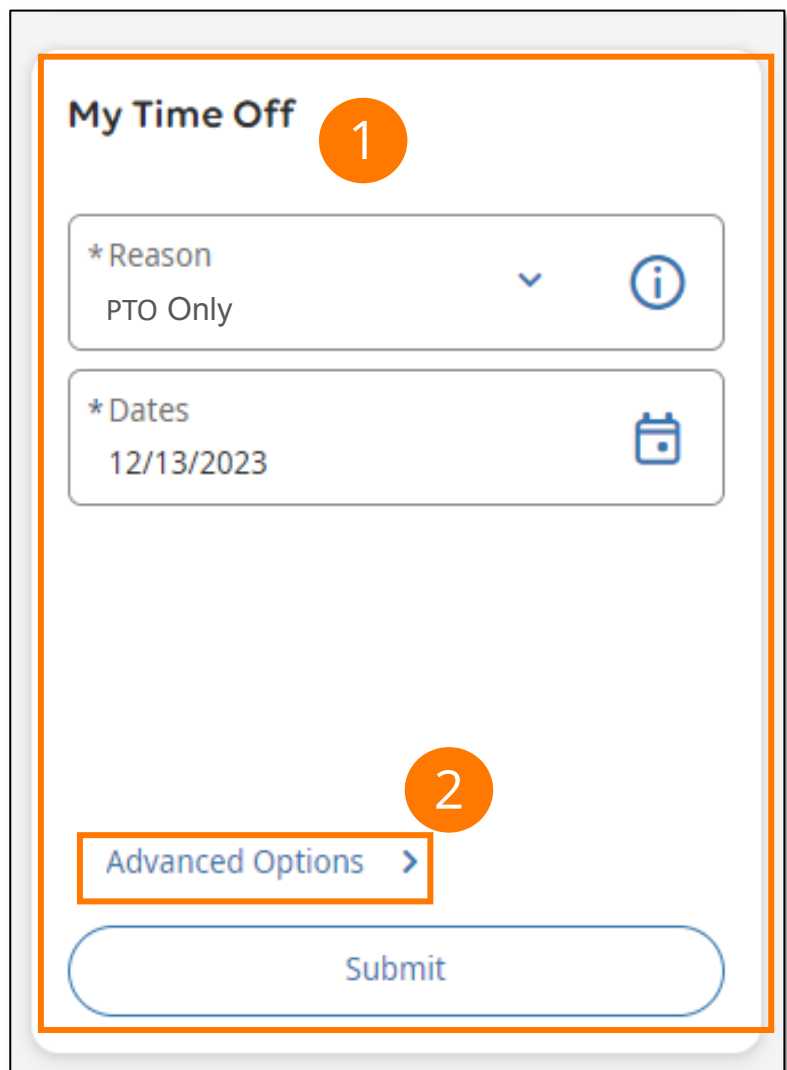 My Time Off
1
*Reason
PTO Only
*Dates
12/13/2023
2
Advanced Options
Submit